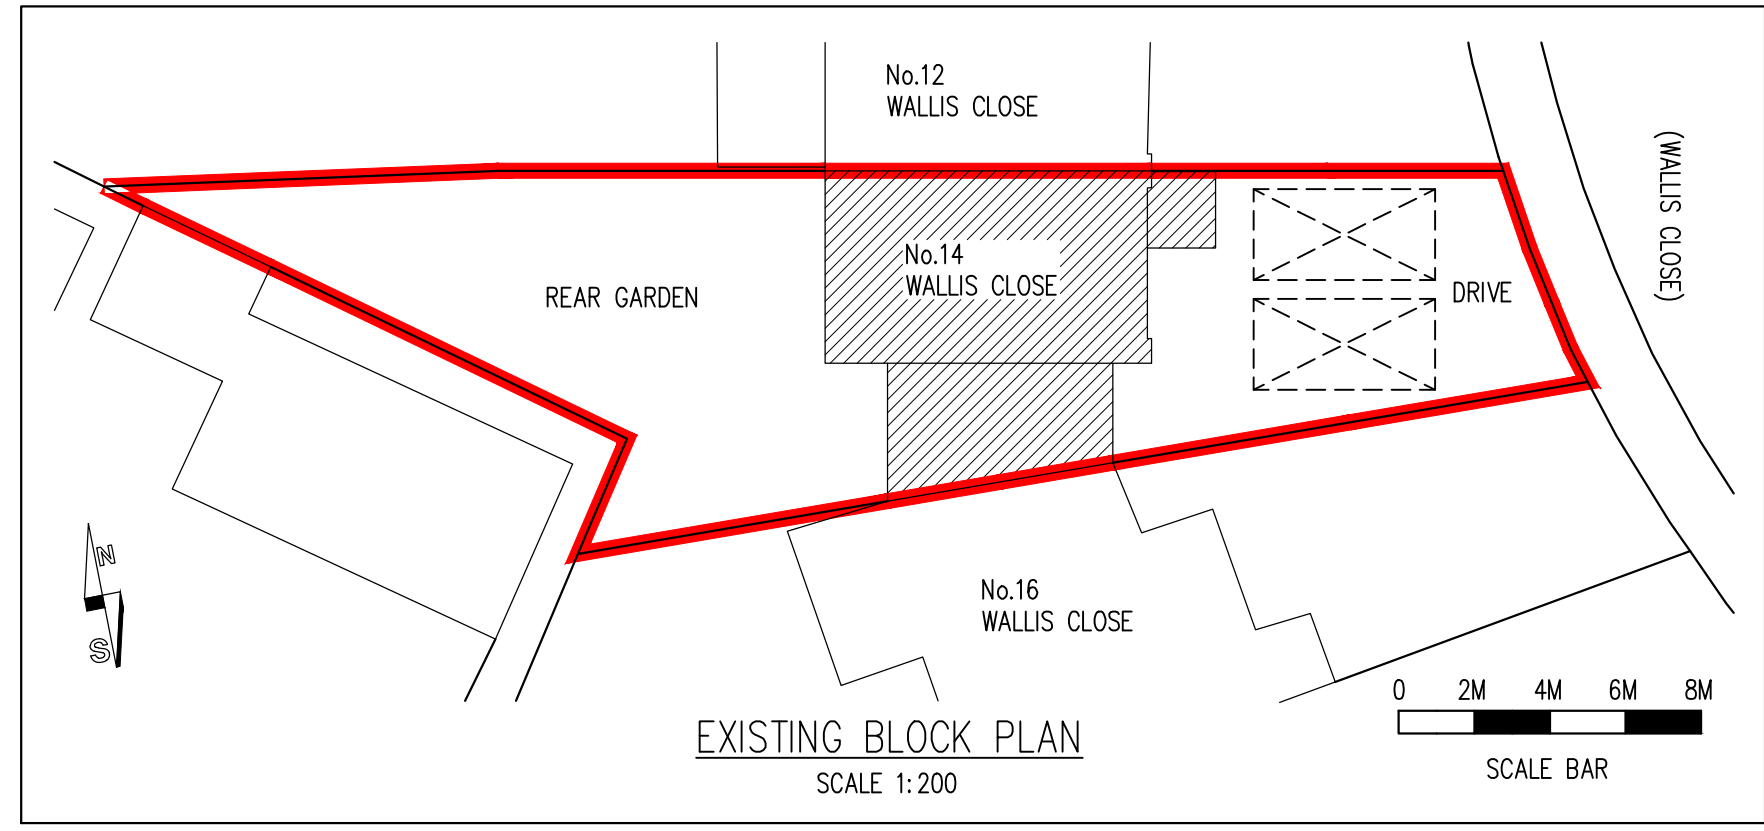 No.12
WALLIS CLOSE
(WALLIS CLOSE)
No.14
WALLIS CLOSE
REAR GARDEN
DRIVE
N
S
No.16
WALLIS CLOSE
0 2M 4M 6M 8M
SCALE BAR
EXISTING BLOCK PLAN
SCALE 1:200